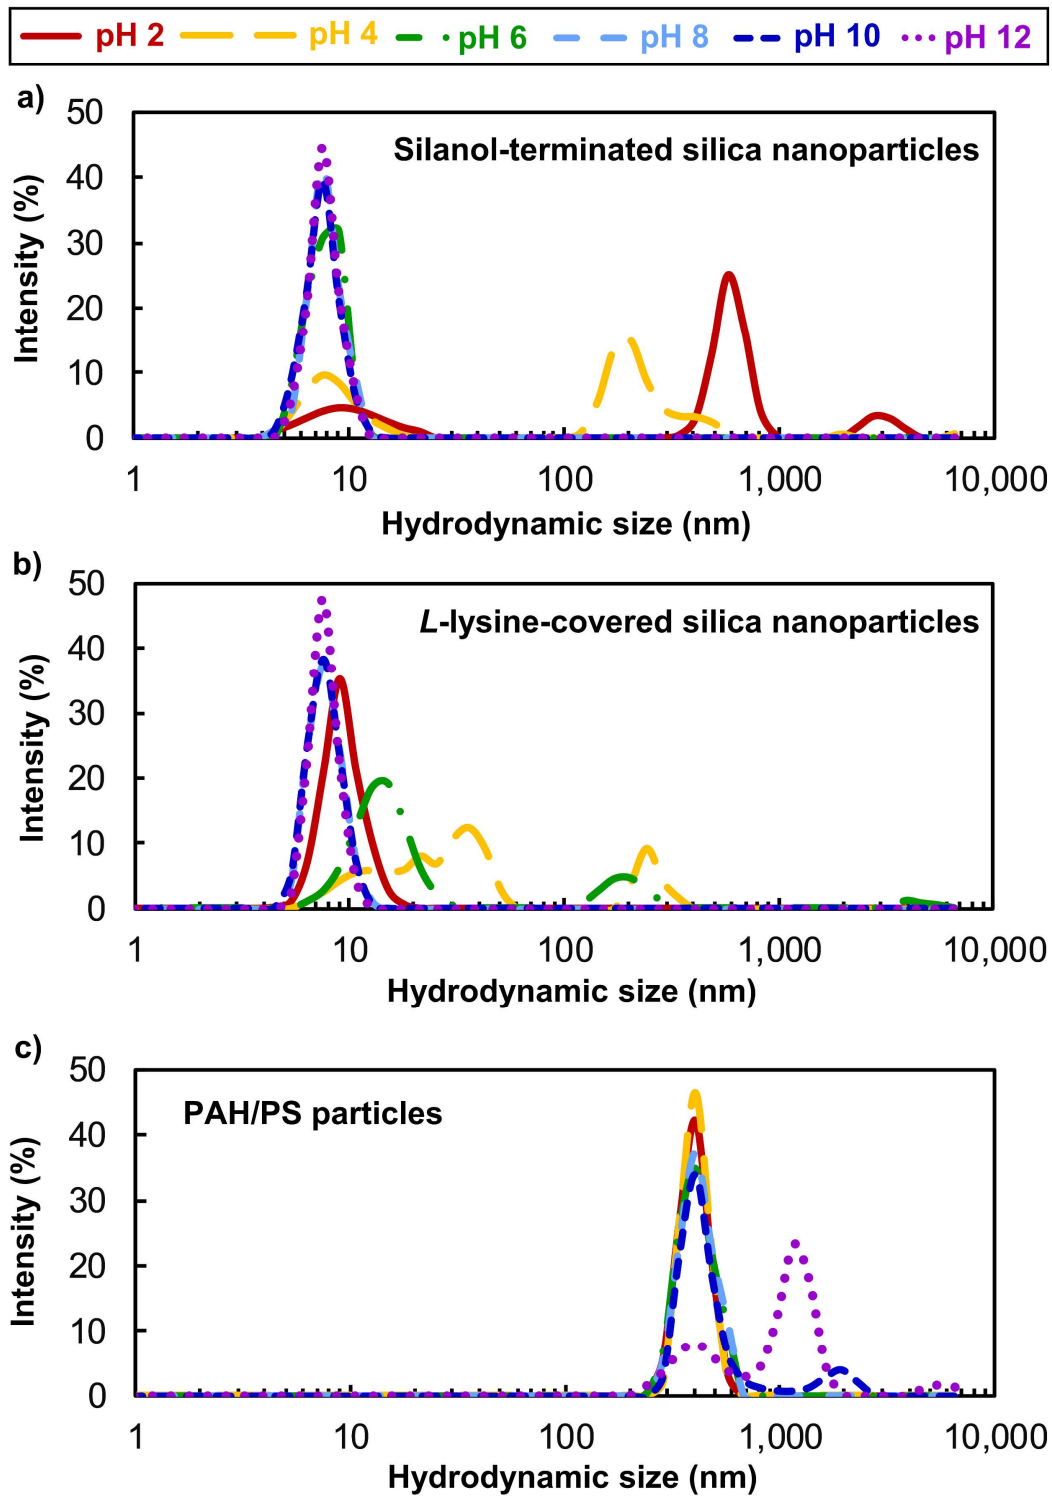 pH 2 pH 4 pH 6 pH 8 pH 10 pH 12
a)
Silanol-terminated silica nanoparticles
Intensity (%)
50
40
30
20
10
0
1 10 100 1,000 10,000
Hydrodynamic size (nm)
b)
L-lysine-covered silica nanoparticles
Intensity (%)
50
40
30
20
10
0
1 10 100 1,000 10,000
Hydrodynamic size (nm)
c)
PAH/PS particles
Intensity (%)
50
40
30
20
10
0
1 10 100 1,000 10,000
Hydrodynamic size (nm)